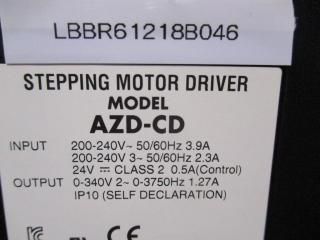 LBBR61218B046
STEPPING MOTOR DRIVER
MODEL
AZD-CD
INPUT 200-240V~ 50/60Hz 3.9A
200-240V 3~ 50/60Hz 2.3A
24V⎓ CLASS 2 0.5A(Control)
OUTPUT 0-340V 2~ 0-3750Hz 1.27A
IP10 (SELF DECLARATION)
CE